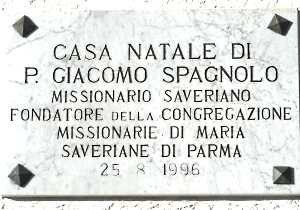 CASA NATALE DI
P. GIACOMO SPAGNOLO
MISSIONARIO SAVERIANO
FONDATORE DELLA CONGREGAZIONE
MISSIONARIE DI MARIA
SAVERIANE DI PARMA
25 8 1996